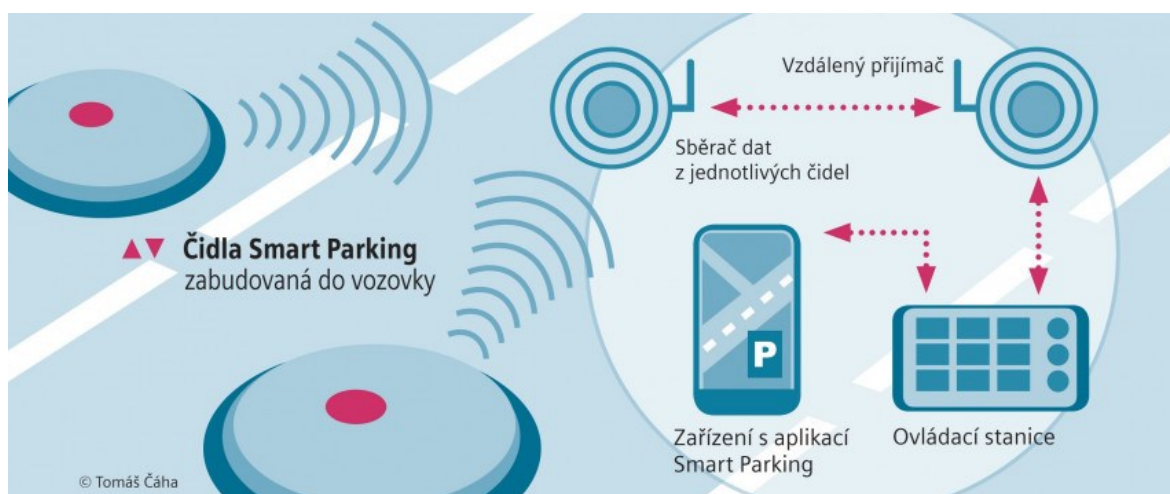 Vzdálený přijímač
Sběrač dat
z jednotlivých čidel
Čidla Smart Parking
zabudovaná do vozovky
P
Zařízení s aplikací
Smart Parking
Ovládací stanice
© Tomáš Čáha